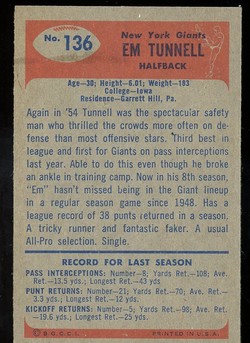 New York Giants
No. 136
EM TUNNELL
HALFBACK
Age—30; Height—6.01; Weight—183
College—Iowa
Residence—Garrett Hill, Pa.
Again in '54 Tunnell was the spectacular safety
man who thrilled the crowds more often on de-
fense than most offensive stars. Third best in
league and first for Giants on pass interceptions
last year. Able to do this even though he broke
an ankle in training camp. Now in his 8th season,
"Em" hasn't missed being in the Giant lineup
in a regular season game since 1948. Has a
league record of 38 punts returned in a season.
A tricky runner and fantastic faker. A usual
All-Pro selection. Single.
RECORD FOR LAST SEASON
PASS INTERCEPTIONS: Number—8; Yards Ret.—108; Ave.
Ret.—13.5 yds.; Longest Ret.—43 yds
PUNT RETURNS: Number—21; Yards Ret.—70; Ave. Ret.
—3.3 yds.; Longest Ret.—12 yds
KICKOFF RETURNS: Number—5; Yards Ret.—98; Ave. Ret.
—19.6 yds.; Longest Ret.—25 yds.
© B.G.C.I.
PRINTED IN U.S.A.